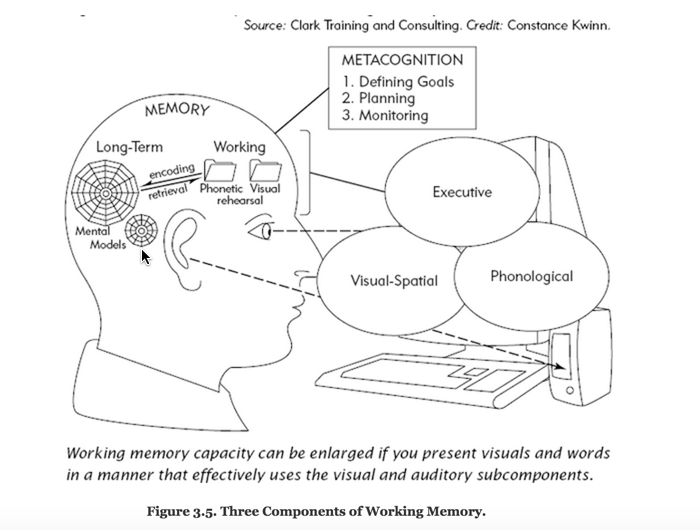 Source: Clark Training and Consulting. Credit: Constance Kwinn.
METACOGNITION
1. Defining Goals
2. Planning
3. Monitoring
MEMORY
Long-Term
Working
encoding
retrieval
Phonetic Visual
rehearsal
Mental
Models
Executive
Visual-Spatial
Phonological
Working memory capacity can be enlarged if you present visuals and words
in a manner that effectively uses the visual and auditory subcomponents.
Figure 3.5. Three Components of Working Memory.